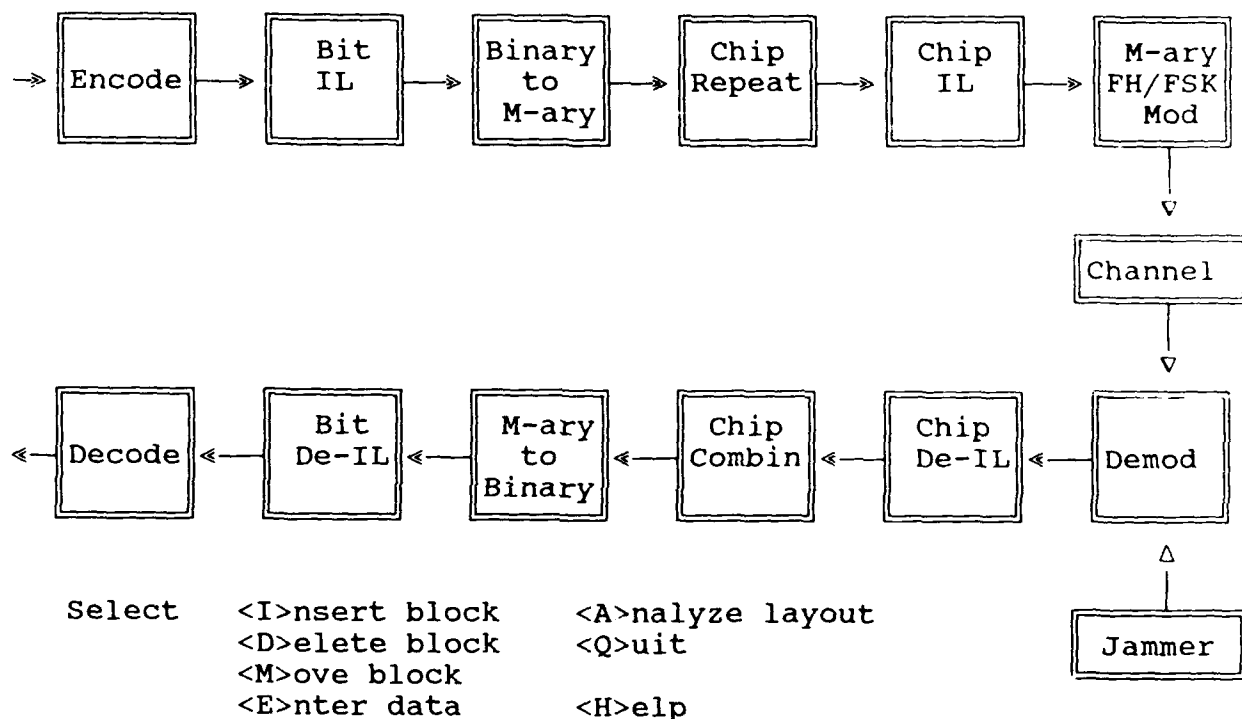 Encode
Bit
IL
Binary
to
M-ary
Chip
Repeat
Chip
IL
M-ary
FH/FSK
Mod
Channel
Decode
Bit
De-IL
M-ary
to
Binary
Chip
Combin
Chip
De-IL
Demod
Jammer
Select <I>nsert block <A>nalyze layout
<D>elete block <Q>uit
<M>ove block
<E>nter data <H>elp